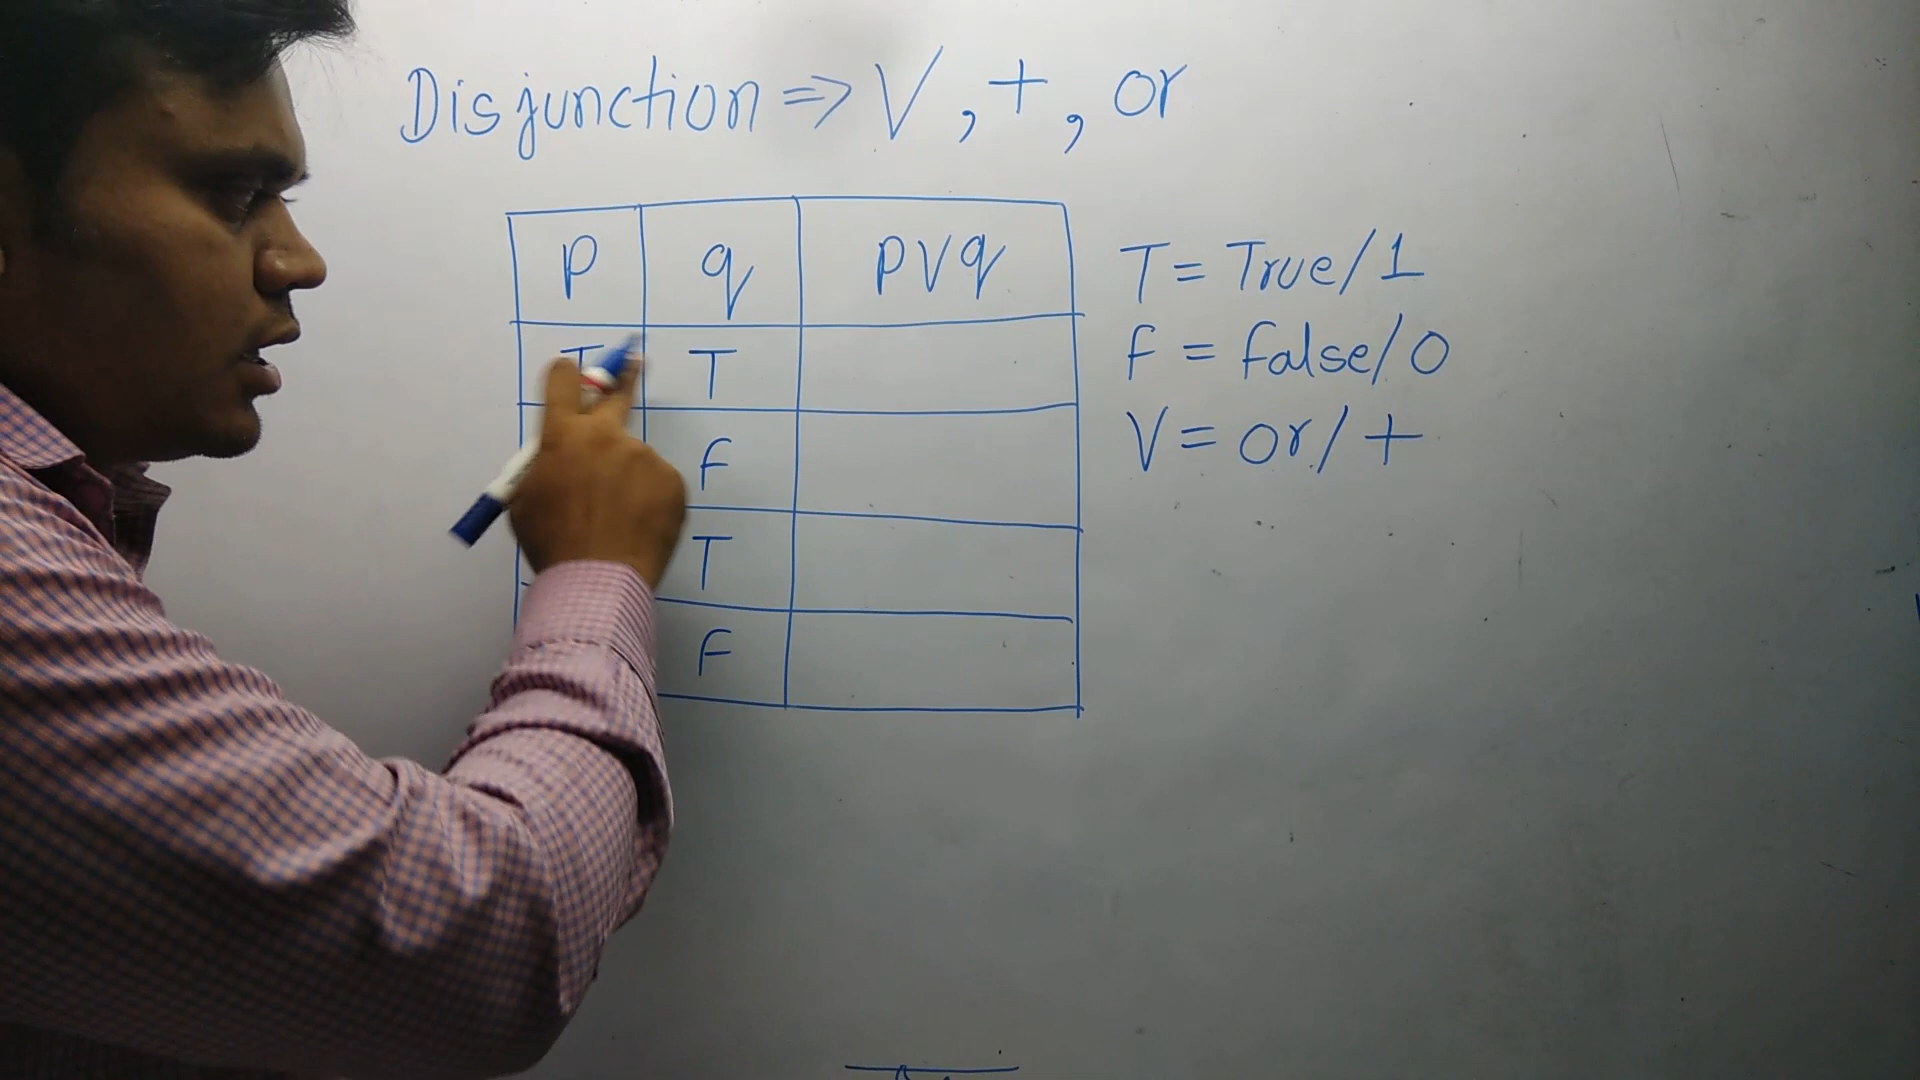 Disjunction ⇒ V, +, or
P q PVq
T T
F
T
F
T = True/1
F = False/0
V = or/+